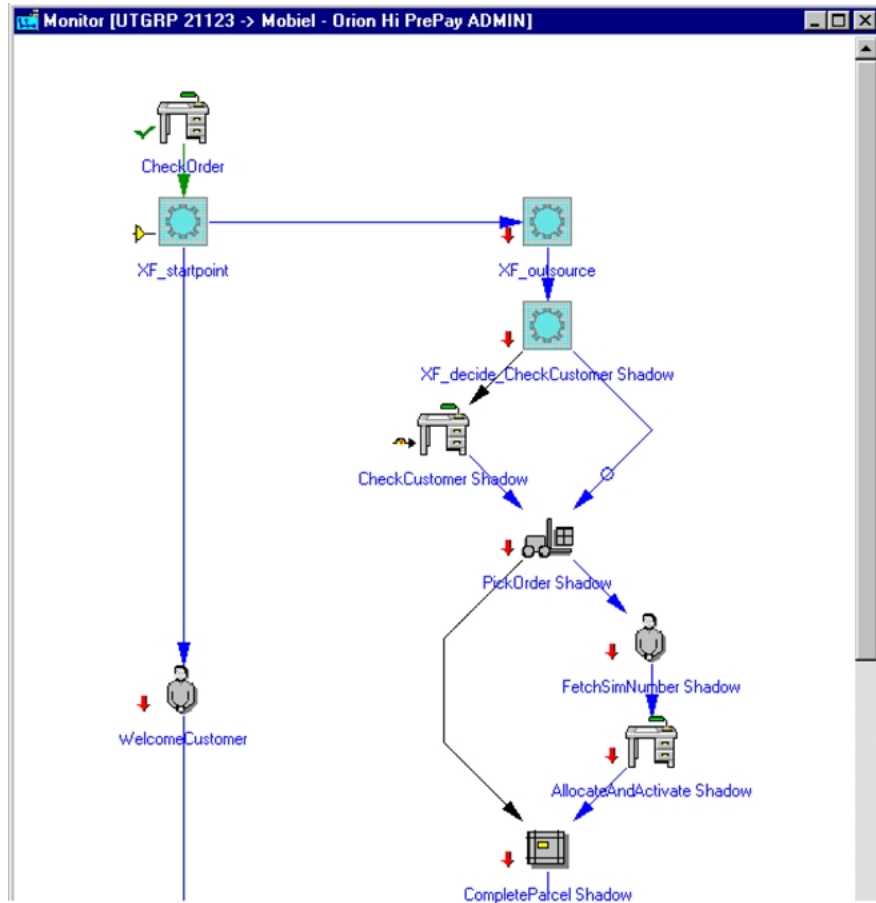 Monitor [UTGRP 21123 -> Mobiel - Orion Hi PrePay ADMIN]
CheckOrder
XF_startpoint
XF_outsource
XF_decide_CheckCustomer Shadow
CheckCustomer Shadow
PickOrder Shadow
FetchSimNumber Shadow
WelcomeCustomer
AllocateAndActivate Shadow
CompleteParcel Shadow